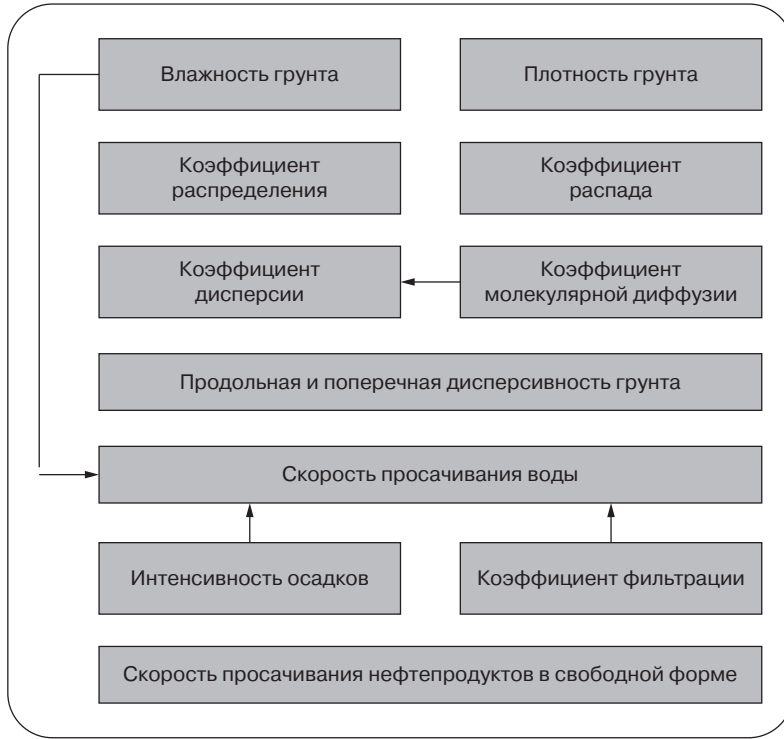 Влажность грунта
Плотность грунта
Коэффициент
распределения
Коэффициент
распада
Коэффициент
дисперсии
Коэффициент
молекулярной диффузии
Продольная и поперечная дисперсивность грунта
Скорость просачивания воды
Интенсивность осадков
Коэффициент фильтрации
Скорость просачивания нефтепродуктов в свободной форме